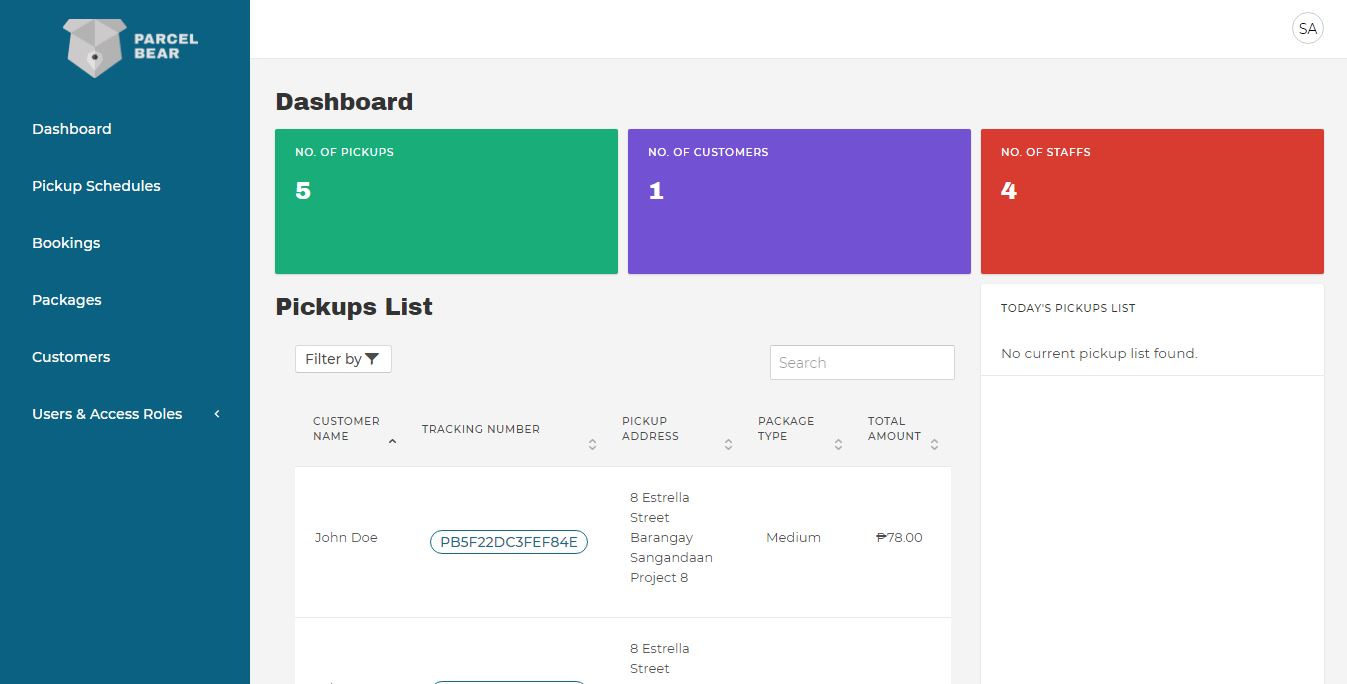 PARCEL
BEAR
SA
Dashboard
Pickup Schedules
Bookings
Packages
Customers
Users & Access Roles
Dashboard
NO. OF PICKUPS
5
NO. OF CUSTOMERS
1
NO. OF STAFFS
4
Pickups List
Filter by
Search
CUSTOMER
NAME
TRACKING NUMBER
PICKUP
ADDRESS
PACKAGE
TYPE
TOTAL
AMOUNT
John Doe
PB5F22DC3FEF84E
8 Estrella
Street
Barangay
Sangandaan
Project 8
Medium
₱78.00
8 Estrella
Street
TODAY'S PICKUPS LIST
No current pickup list found.